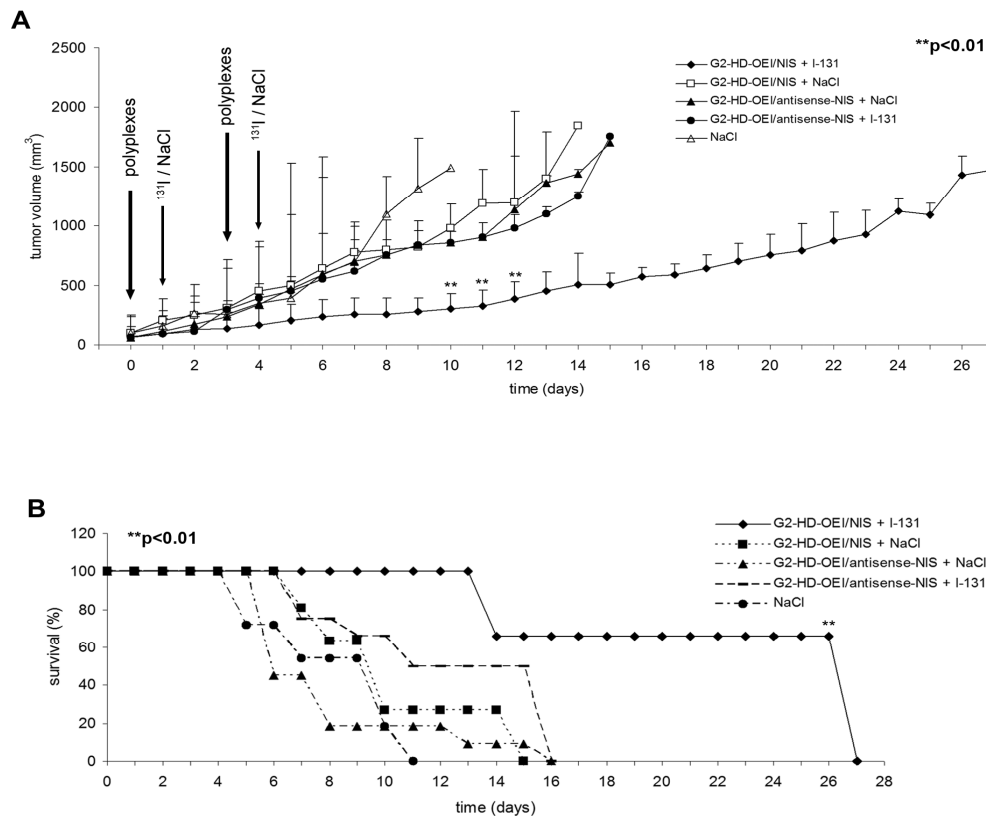 A
2500
2000
1500
1000
500
0
tumor volume (mm³)
polyplexes
¹³¹I / NaCl
polyplexes
¹³¹I / NaCl
**p<0.01
G2-HD-OEI/NIS + I-131
G2-HD-OEI/NIS + NaCl
G2-HD-OEI/antisense-NIS + NaCl
G2-HD-OEI/antisense-NIS + I-131
NaCl
** ** **
0 2 4 6 8 10 12 14 16 18 20 22 24 26
time (days)
B
120
100
80
60
40
20
0
survival (%)
**p<0.01
G2-HD-OEI/NIS + I-131
G2-HD-OEI/NIS + NaCl
G2-HD-OEI/antisense-NIS + NaCl
G2-HD-OEI/antisense-NIS + I-131
NaCl
**
0 2 4 6 8 10 12 14 16 18 20 22 24 26 28
time (days)